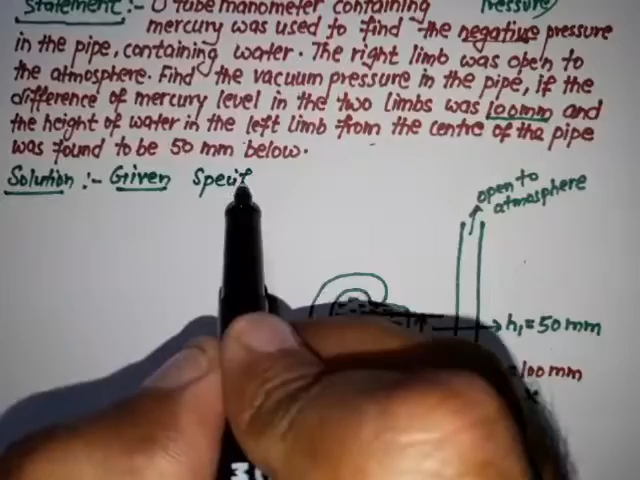 Statement :- U tube manometer containing
Pressure)
mercury was used to find the negative pressure
in the pipe, containing water. The right limb was open to
the atmosphere. Find the vacuum pressure in the pipe, if the
difference of mercury level in the two limbs was 100mm and
the height of water in the left limb from the centre of the pipe
was found to be 50 mm below.
Solution :- Given Specif
open to
atmosphere
h₁ = 50 mm
100 mm